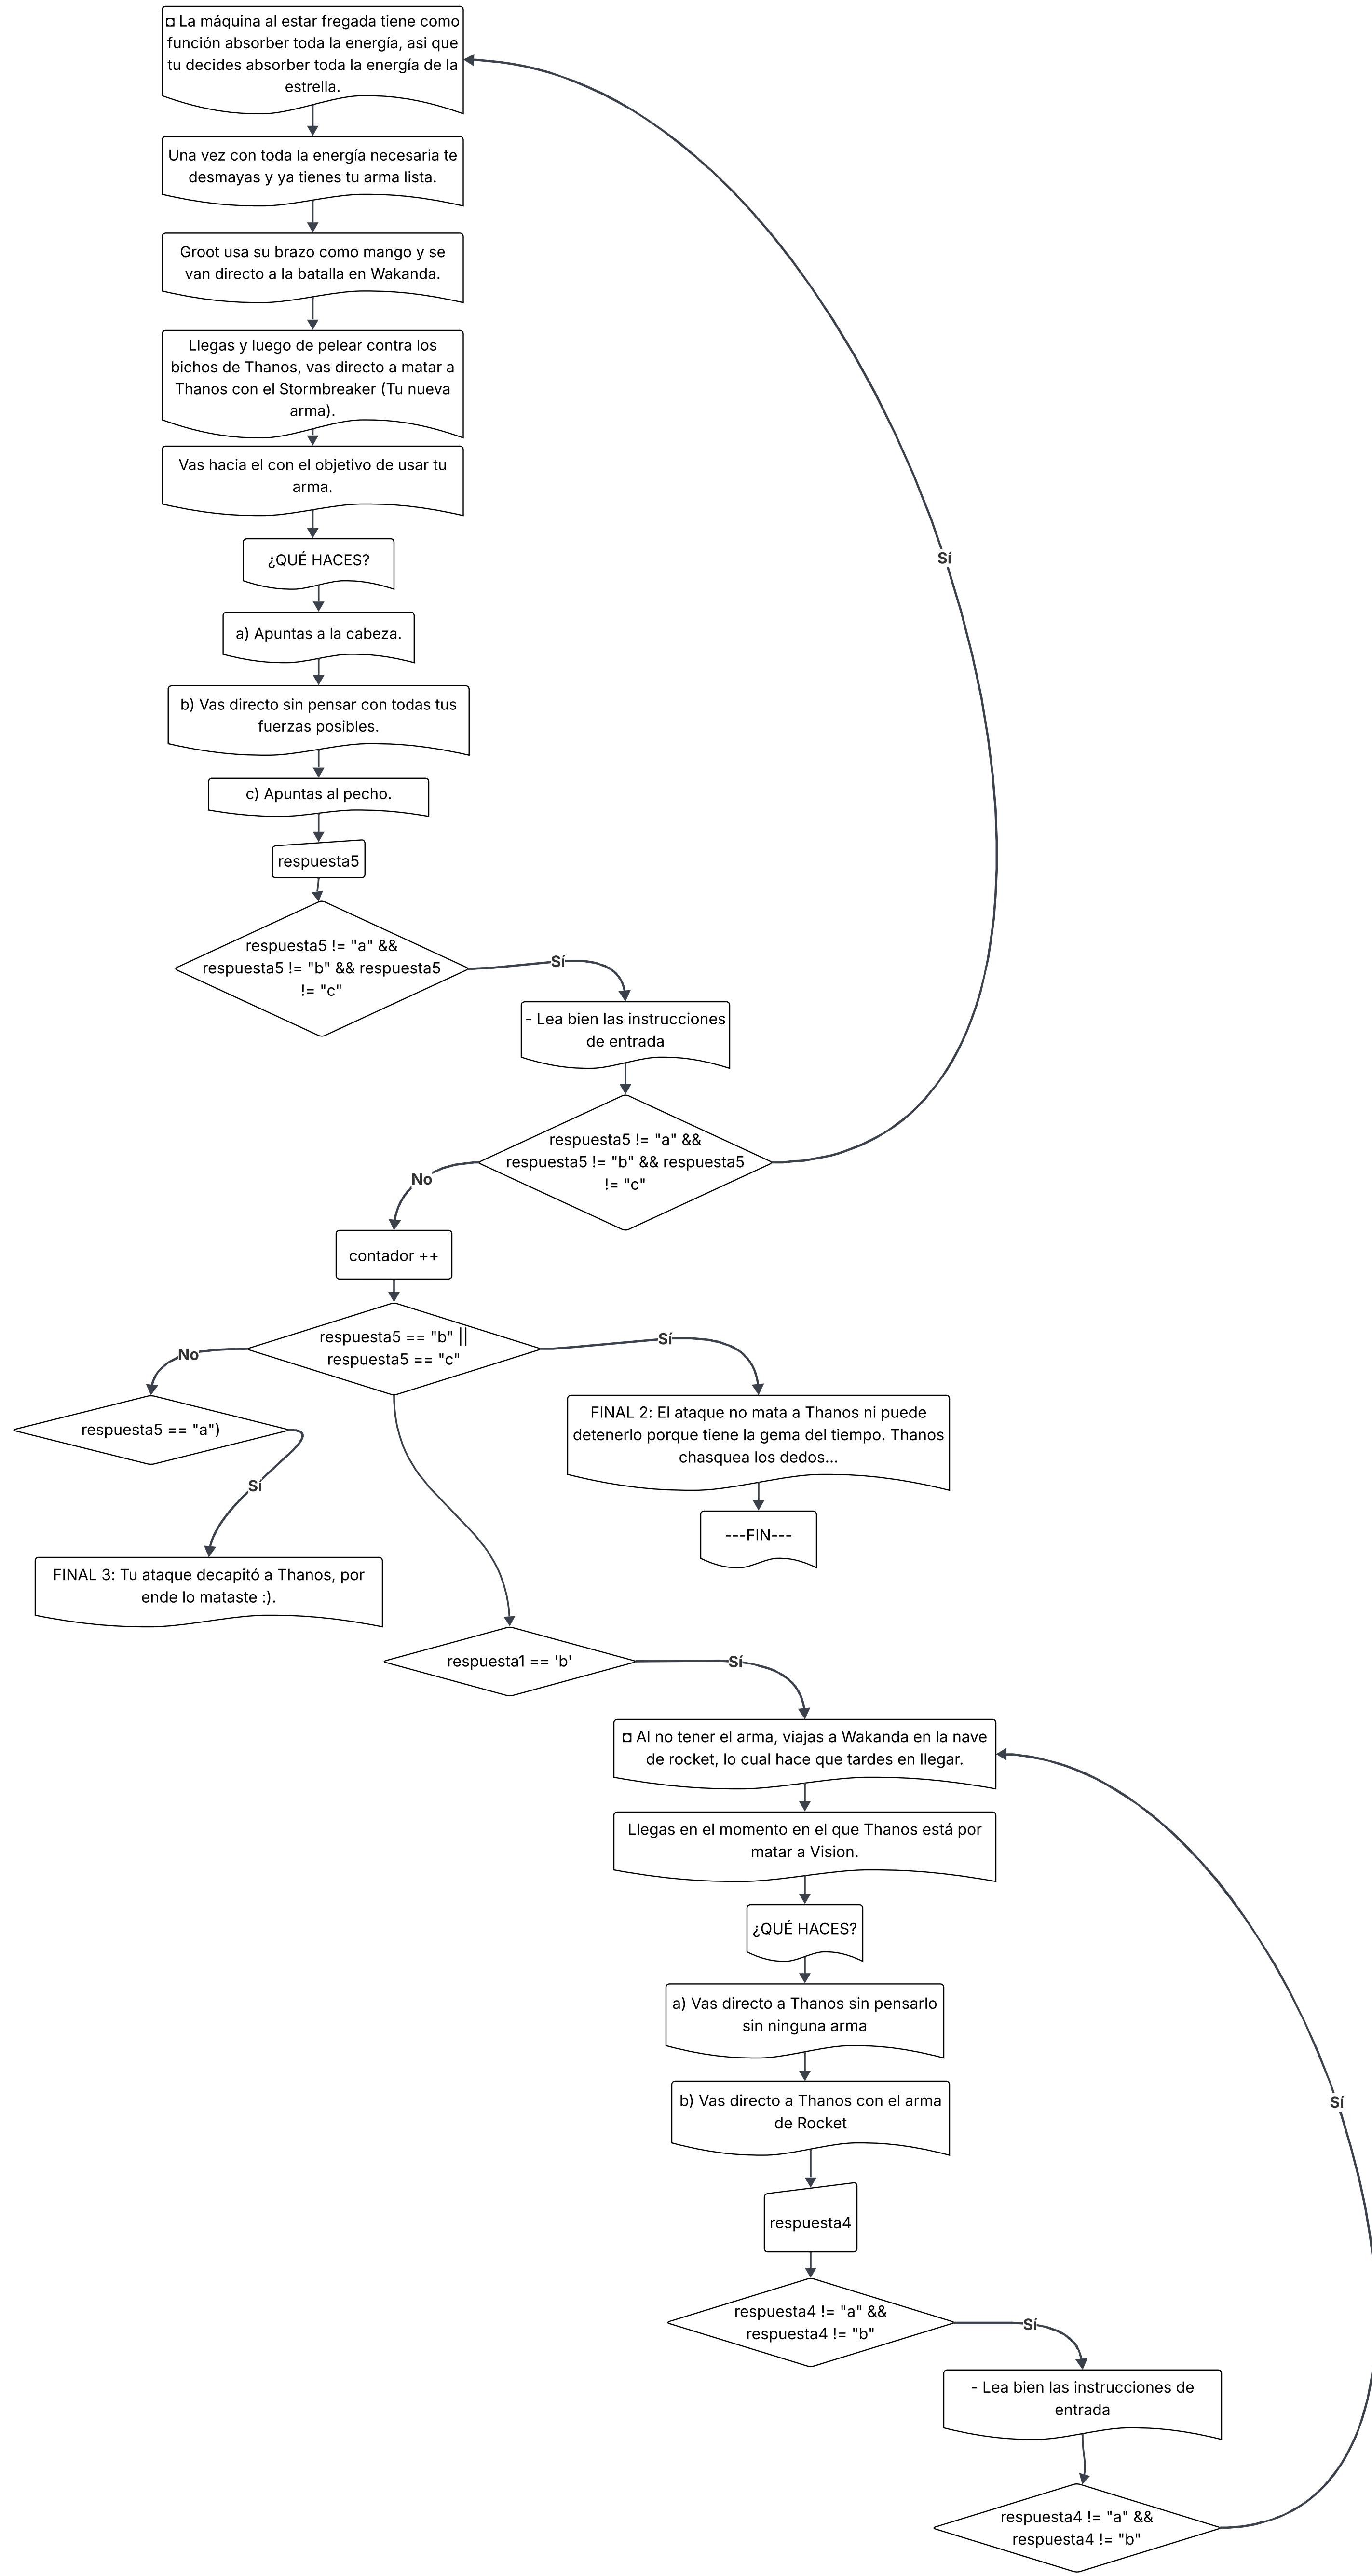 ◘ La máquina al estar fregada tiene como
función absorber toda la energía, asi que
tu decides absorber toda la energía de la
estrella.
Una vez con toda la energía necesaria te
desmayas y ya tienes tu arma lista.
Groot usa su brazo como mango y se
van directo a la batalla en Wakanda.
Llegas y luego de pelear contra los
bichos de Thanos, vas directo a matar a
Thanos con el Stormbreaker (Tu nueva
arma).
Vas hacia el con el objetivo de usar tu
arma.
¿QUÉ HACES?
Sí
a) Apuntas a la cabeza.
b) Vas directo sin pensar con todas tus
fuerzas posibles.
c) Apuntas al pecho.
respuesta5
respuesta5 != "a" &&
respuesta5 != "b" && respuesta5
!= "c"
Sí
- Lea bien las instrucciones
de entrada
respuesta5 != "a" &&
respuesta5 != "b" && respuesta5
!= "c"
No
contador ++
respuesta5 == "b" ||
respuesta5 == "c"
No
Sí
respuesta5 == "a")
Sí
FINAL 2: El ataque no mata a Thanos ni puede
detenerlo porque tiene la gema del tiempo. Thanos
chasquea los dedos...
---FIN---
FINAL 3: Tu ataque decapitó a Thanos, por
ende lo mataste :).
respuesta1 == 'b'
Sí
◘ Al no tener el arma, viajas a Wakanda en la nave
de rocket, lo cual hace que tardes en llegar.
Llegas en el momento en el que Thanos está por
matar a Vision.
¿QUÉ HACES?
a) Vas directo a Thanos sin pensarlo
sin ninguna arma
b) Vas directo a Thanos con el arma
de Rocket
Sí
respuesta4
respuesta4 != "a" &&
respuesta4 != "b"
Sí
- Lea bien las instrucciones de
entrada
respuesta4 != "a" &&
respuesta4 != "b"